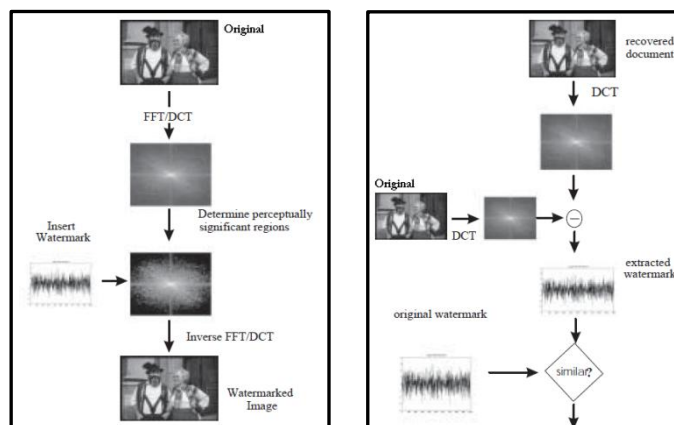 Original
FFT/DCT
Determine perceptually
significant regions
Insert
Watermark
Inverse FFT/DCT
Watermarked
Image
recovered
document
DCT
Original
DCT
extracted
watermark
original watermark
similar?